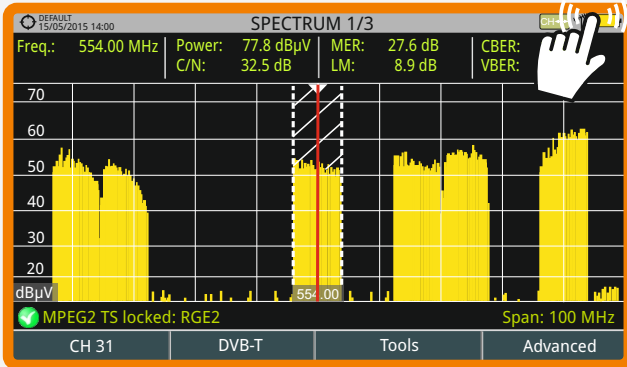 DEFAULT
15/05/2015 14:00
SPECTRUM 1/3
CH
Freq.: 554.00 MHz
Power: 77.8 dBµV
MER: 27.6 dB
CBER:
C/N: 32.5 dB
LM: 8.9 dB
VBER:
70
60
50
40
30
20
dBµV
554.00
MPEG2 TS locked: RGE2
Span: 100 MHz
CH 31
DVB-T
Tools
Advanced